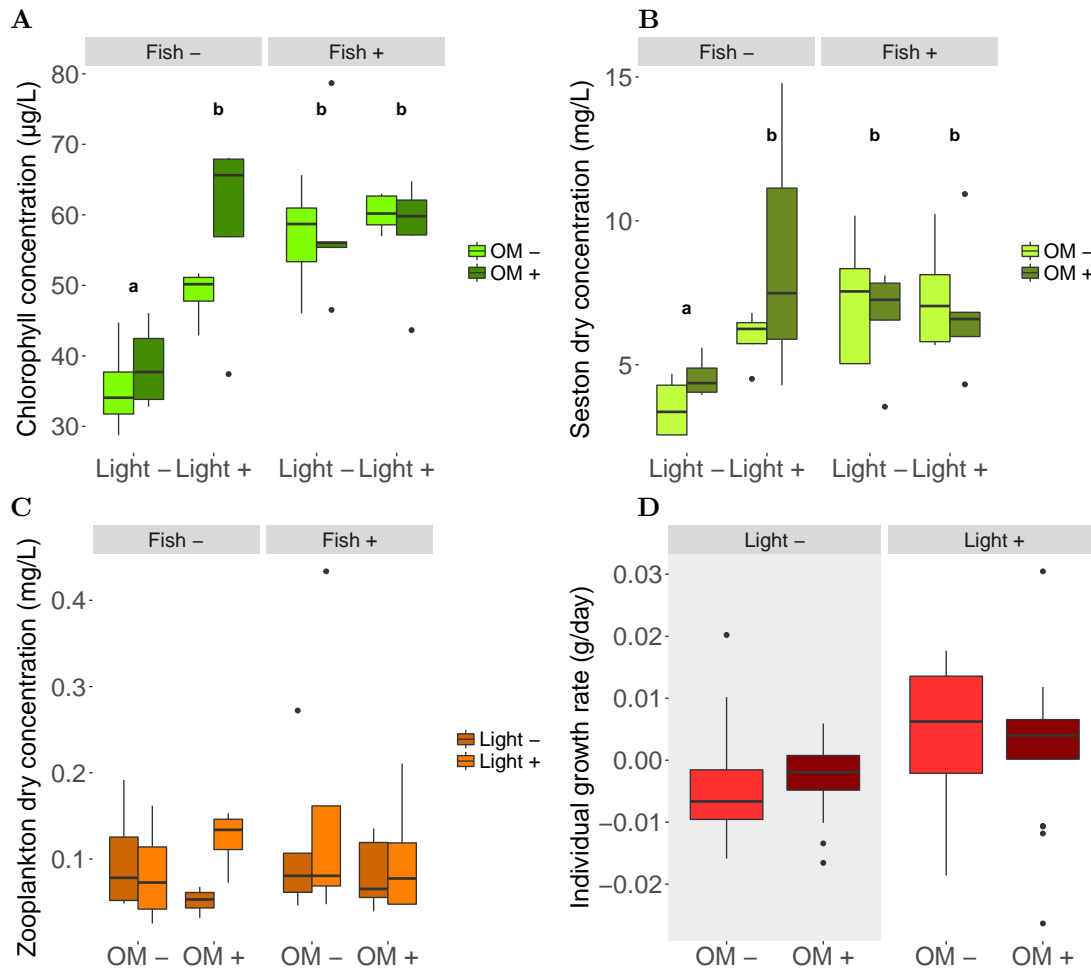 A
Fish − Fish +
Chlorophyll concentration (µg/L)
80
70
60
50
40
30
a b b b
Light − Light + Light − Light +
OM −
OM +
B
Fish − Fish +
Seston dry concentration (mg/L)
15
10
5
a b b b
Light − Light + Light − Light +
OM −
OM +
C
Fish − Fish +
Zooplankton dry concentration (mg/L)
0.4
0.3
0.2
0.1
OM − OM + OM − OM +
Light −
Light +
D
Light − Light +
Individual growth rate (g/day)
0.03
0.02
0.01
0.00
−0.01
−0.02
OM − OM + OM − OM +